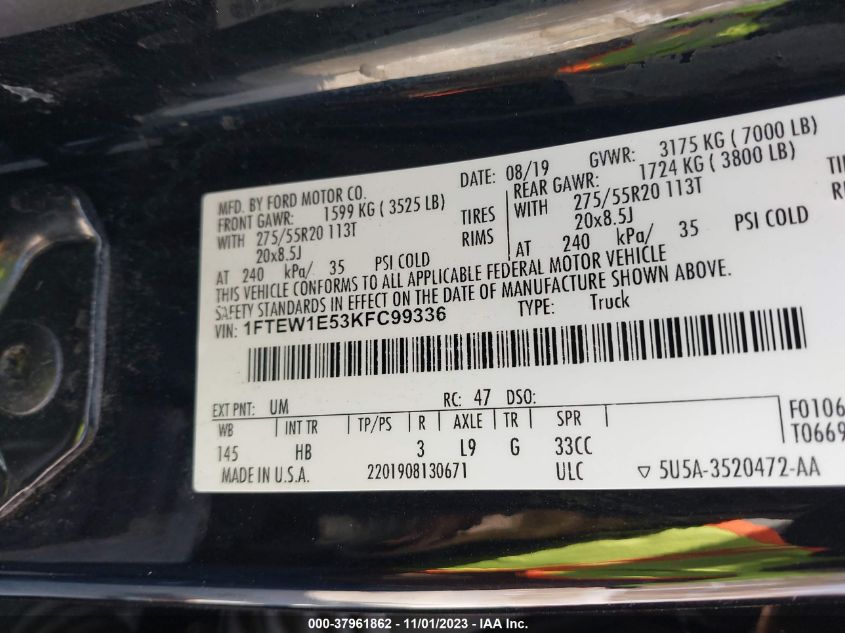 MFD. BY FORD MOTOR CO. DATE: 08/19 GVWR: 3175 KG ( 7000 LB)
FRONT GAWR: 1599 KG ( 3525 LB) REAR GAWR: 1724 KG ( 3800 LB)
WITH 275/55R20 113T TIRES WITH 275/55R20 113T
20x8.5J RIMS 20x8.5J
AT 240 kPa/ 35 PSI COLD AT 240 kPa/ 35 PSI COLD
THIS VEHICLE CONFORMS TO ALL APPLICABLE FEDERAL MOTOR VEHICLE
SAFETY STANDARDS IN EFFECT ON THE DATE OF MANUFACTURE SHOWN ABOVE.
VIN: 1FTEW1E53KFC99336 TYPE: Truck
EXT PNT: UM RC: 47 DSO: F0106
WB INT TR TP/PS R AXLE TR SPR T0669
145 HB 3 L9 G 33CC
MADE IN U.S.A. 2201908130671 ULC 5U5A-3520472-AA
000-37961862 - 11/01/2023 - IAA Inc.